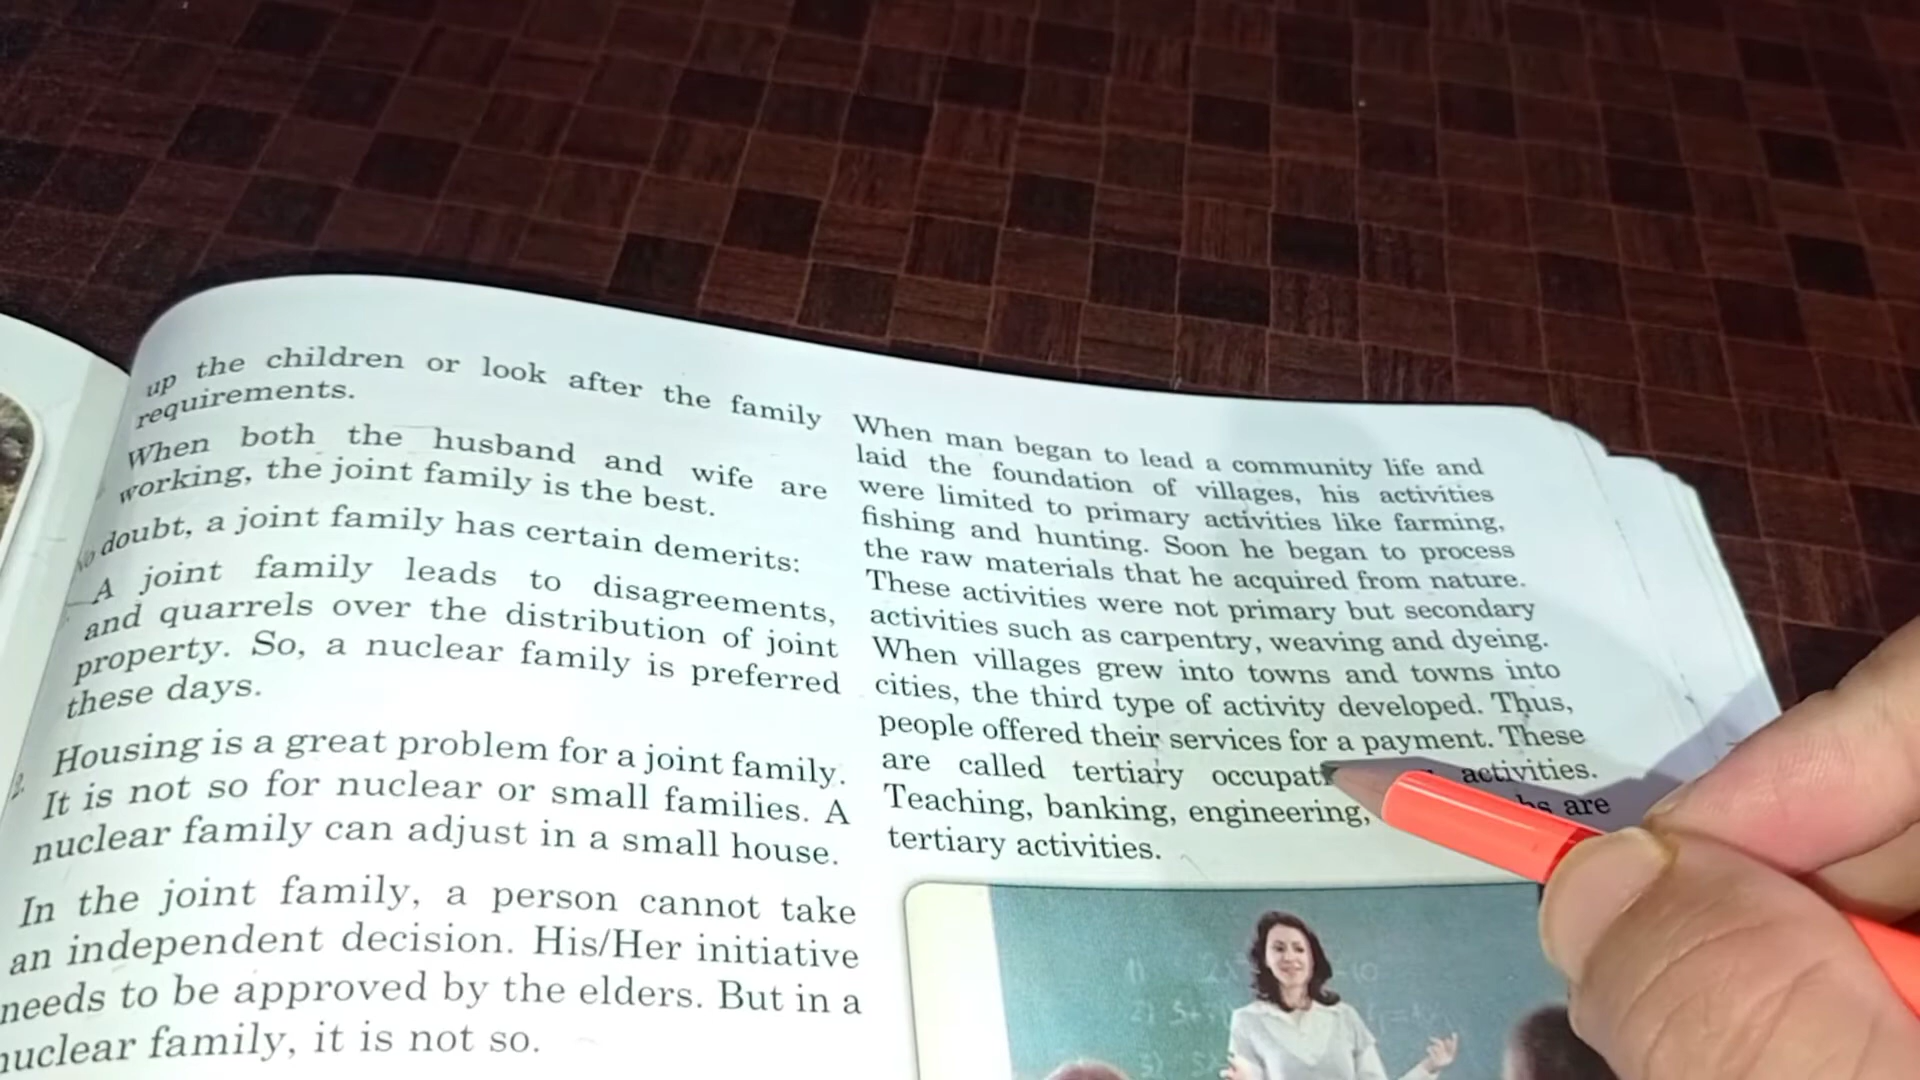 up the children or look after the family
requirements.
When both the husband and wife are
working, the joint family is the best.
No doubt, a joint family has certain demerits:
A joint family leads to disagreements,
and quarrels over the distribution of joint
property. So, a nuclear family is preferred
these days.
2. Housing is a great problem for a joint family.
It is not so for nuclear or small families. A
nuclear family can adjust in a small house.
In the joint family, a person cannot take
an independent decision. His/Her initiative
needs to be approved by the elders. But in a
nuclear family, it is not so.
When man began to lead a community life and
laid the foundation of villages, his activities
were limited to primary activities like farming,
fishing and hunting. Soon he began to process
the raw materials that he acquired from nature.
These activities were not primary but secondary
activities such as carpentry, weaving and dyeing.
When villages grew into towns and towns into
cities, the third type of activity developed. Thus,
people offered their services for a payment. These
are called tertiary activities.
Teaching, banking, engineering, are
tertiary activities.